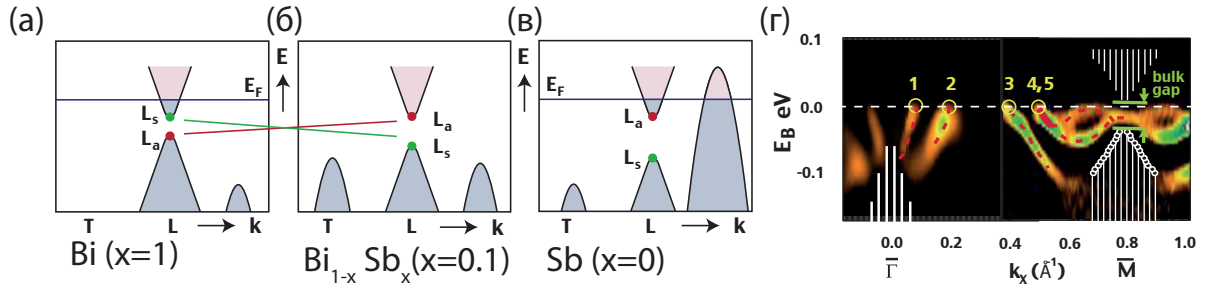 (а)
E
E_F
L_s
L_a
T L k
Bi (x=1)
(б)
E
E_F
L_a
L_s
T L k
Bi_{1-x} Sb_x(x=0.1)
(в)
E
E_F
L_a
L_s
T L k
Sb (x=0)
(г)
0.1
0.0
-0.1
E_B eV
1 2 3 4,5
bulk
gap
0.0 0.2 0.4 0.6 0.8 1.0
Γ̄ k_x(Å^1) M̄